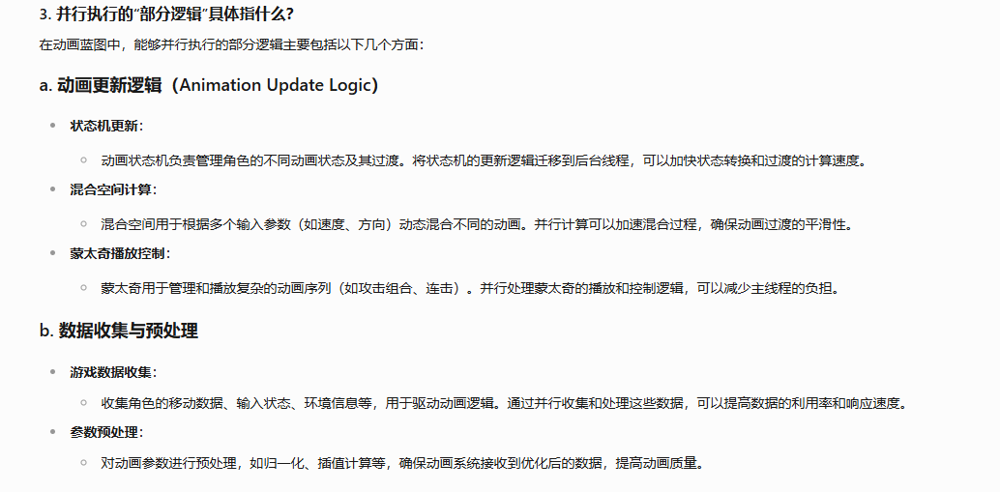 3. 并行执行的“部分逻辑”具体指什么？
在动画蓝图中，能够并行执行的部分逻辑主要包括以下几个方面：
a. 动画更新逻辑（Animation Update Logic）
状态机更新：
动画状态机负责管理角色的不同动画状态及其过渡。将状态机的更新逻辑迁移到后台线程，可以加快状态转换和过渡的计算速度。
混合空间计算：
混合空间用于根据多个输入参数（如速度、方向）动态混合不同的动画。并行计算可以加速混合过程，确保动画过渡的平滑性。
蒙太奇播放控制：
蒙太奇用于管理和播放复杂的动画序列（如攻击组合、连击）。并行处理蒙太奇的播放和控制逻辑，可以减少主线程的负担。
b. 数据收集与预处理
游戏数据收集：
收集角色的移动数据、输入状态、环境信息等，用于驱动动画逻辑。通过并行收集和处理这些数据，可以提高数据的利用率和响应速度。
参数预处理：
对动画参数进行预处理，如归一化、插值计算等，确保动画系统接收到优化后的数据，提高动画质量。